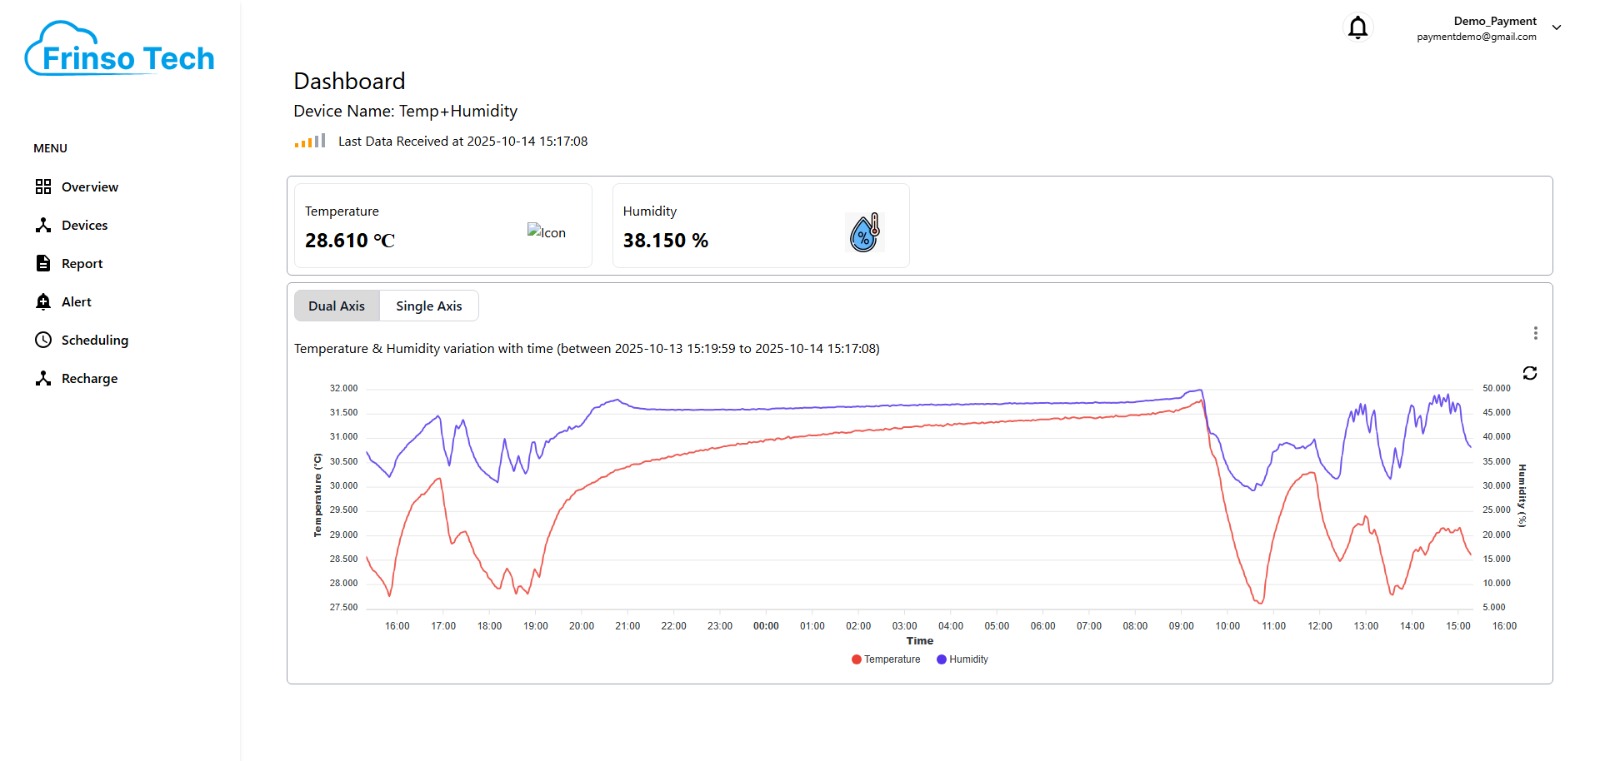 Frinso Tech
Demo_Payment
paymentdemo@gmail.com
MENU
Overview
Devices
Report
Alert
Scheduling
Recharge
Dashboard
Device Name: Temp+Humidity
Last Data Received at 2025-10-14 15:17:08
Temperature
28.610 °C
Icon
Humidity
38.150 %
%
Dual Axis
Single Axis
Temperature & Humidity variation with time (between 2025-10-13 15:19:59 to 2025-10-14 15:17:08)
Temperature (°C)
32.000
31.500
31.000
30.500
30.000
29.500
29.000
28.500
28.000
27.500
50.000
45.000
40.000
35.000
30.000
25.000
20.000
15.000
10.000
5.000
Humidity (%)
16:00 17:00 18:00 19:00 20:00 21:00 22:00 23:00 00:00 01:00 02:00 03:00 04:00 05:00 06:00 07:00 08:00 09:00 10:00 11:00 12:00 13:00 14:00 15:00 16:00
Time
Temperature Humidity